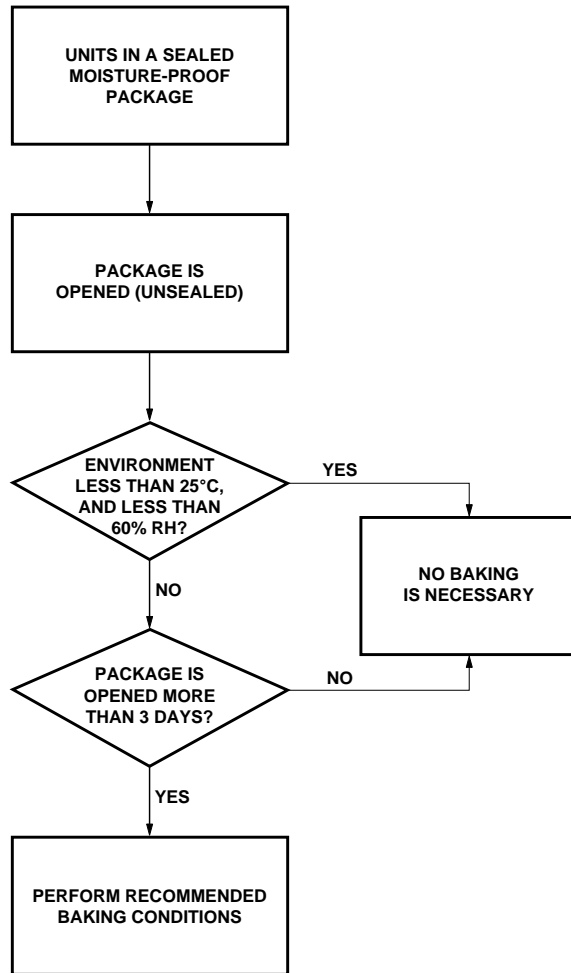 UNITS IN A SEALED
MOISTURE-PROOF
PACKAGE
PACKAGE IS
OPENED (UNSEALED)
ENVIRONMENT
LESS THAN 25°C,
AND LESS THAN
60% RH?
YES
NO BAKING
IS NECESSARY
NO
PACKAGE IS
OPENED MORE
THAN 3 DAYS?
NO
YES
PERFORM RECOMMENDED
BAKING CONDITIONS